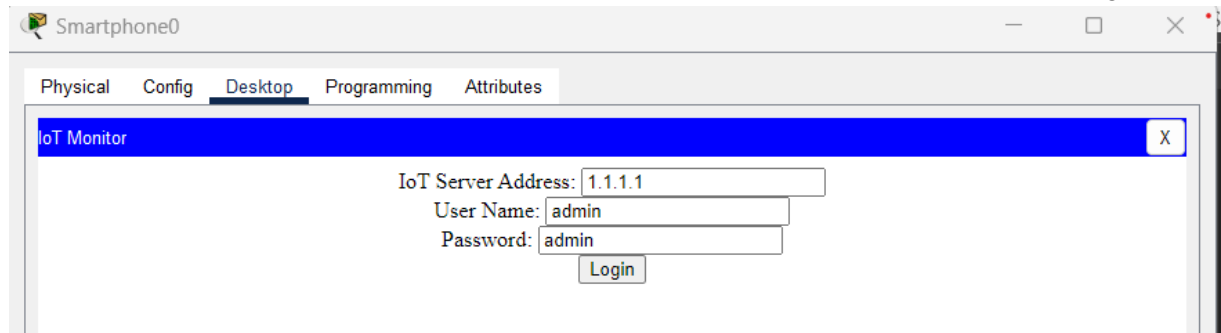 Smartphone0
Physical Config Desktop Programming Attributes
IoT Monitor X
IoT Server Address: 1.1.1.1
User Name: admin
Password: admin
Login